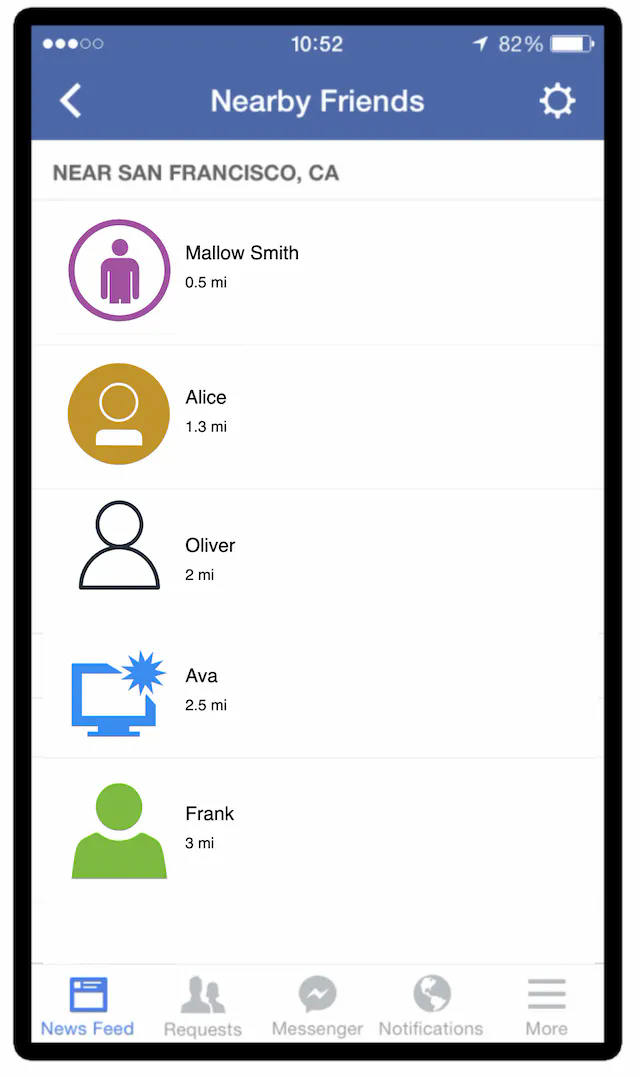 10:52
82%
Nearby Friends
NEAR SAN FRANCISCO, CA
Mallow Smith
0.5 mi
Alice
1.3 mi
Oliver
2 mi
Ava
2.5 mi
Frank
3 mi
News Feed
Requests
Messenger
Notifications
More